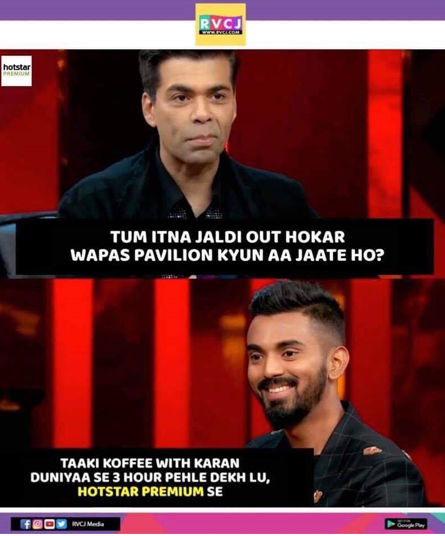 RVCJ
WWW.RVCJ.COM
hotstar
PREMIUM
TUM ITNA JALDI OUT HOKAR
WAPAS PAVILION KYUN AA JAATE HO?
TAAKI KOFFEE WITH KARAN
DUNIYAA SE 3 HOUR PEHLE DEKH LU,
HOTSTAR PREMIUM SE
RVCJ Media
Google Play